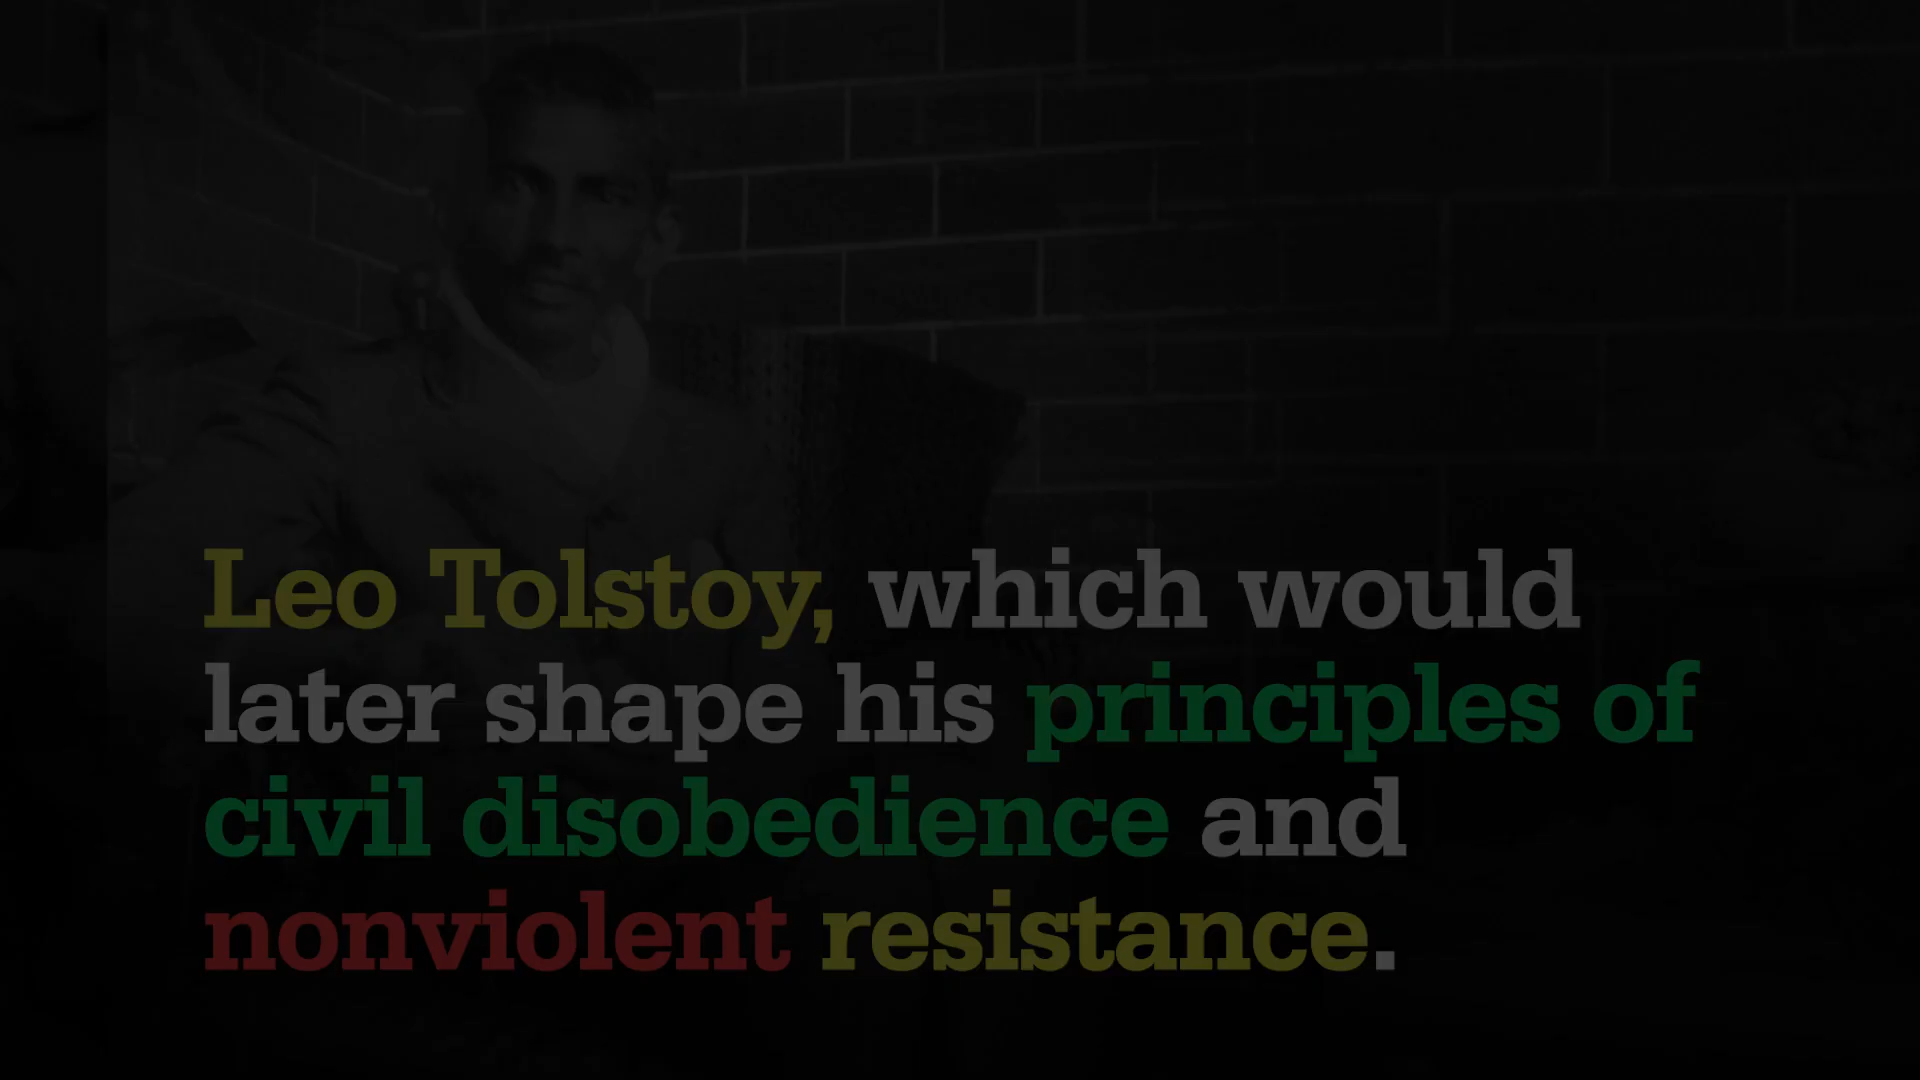 Leo Tolstoy, which would
later shape his principles of
civil disobedience and
nonviolent resistance.